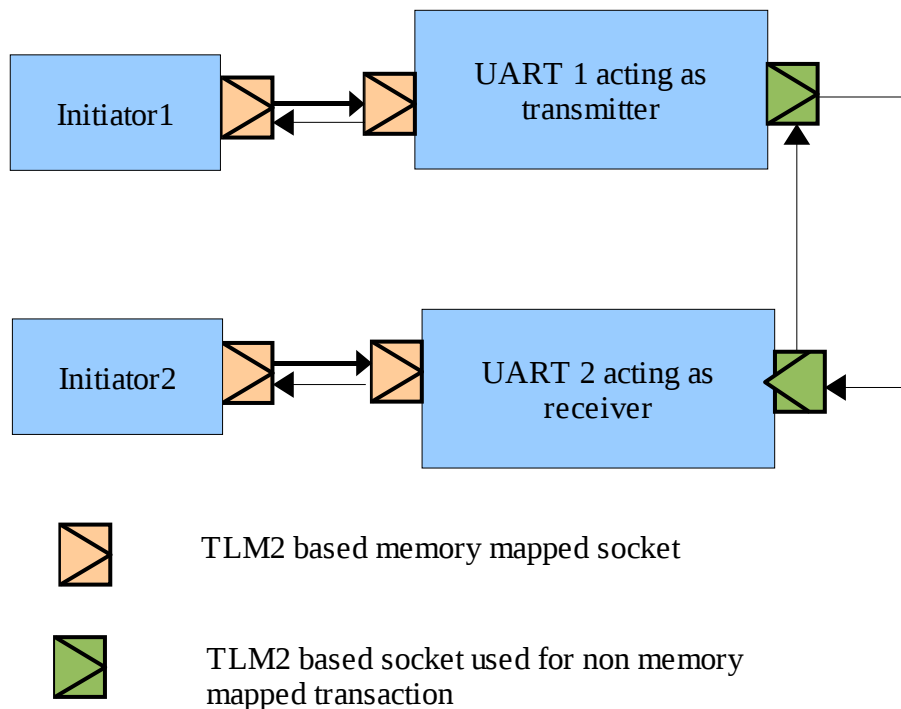 Initiator1
UART 1 acting as
transmitter
Initiator2
UART 2 acting as
receiver
TLM2 based memory mapped socket
TLM2 based socket used for non memory
mapped transaction